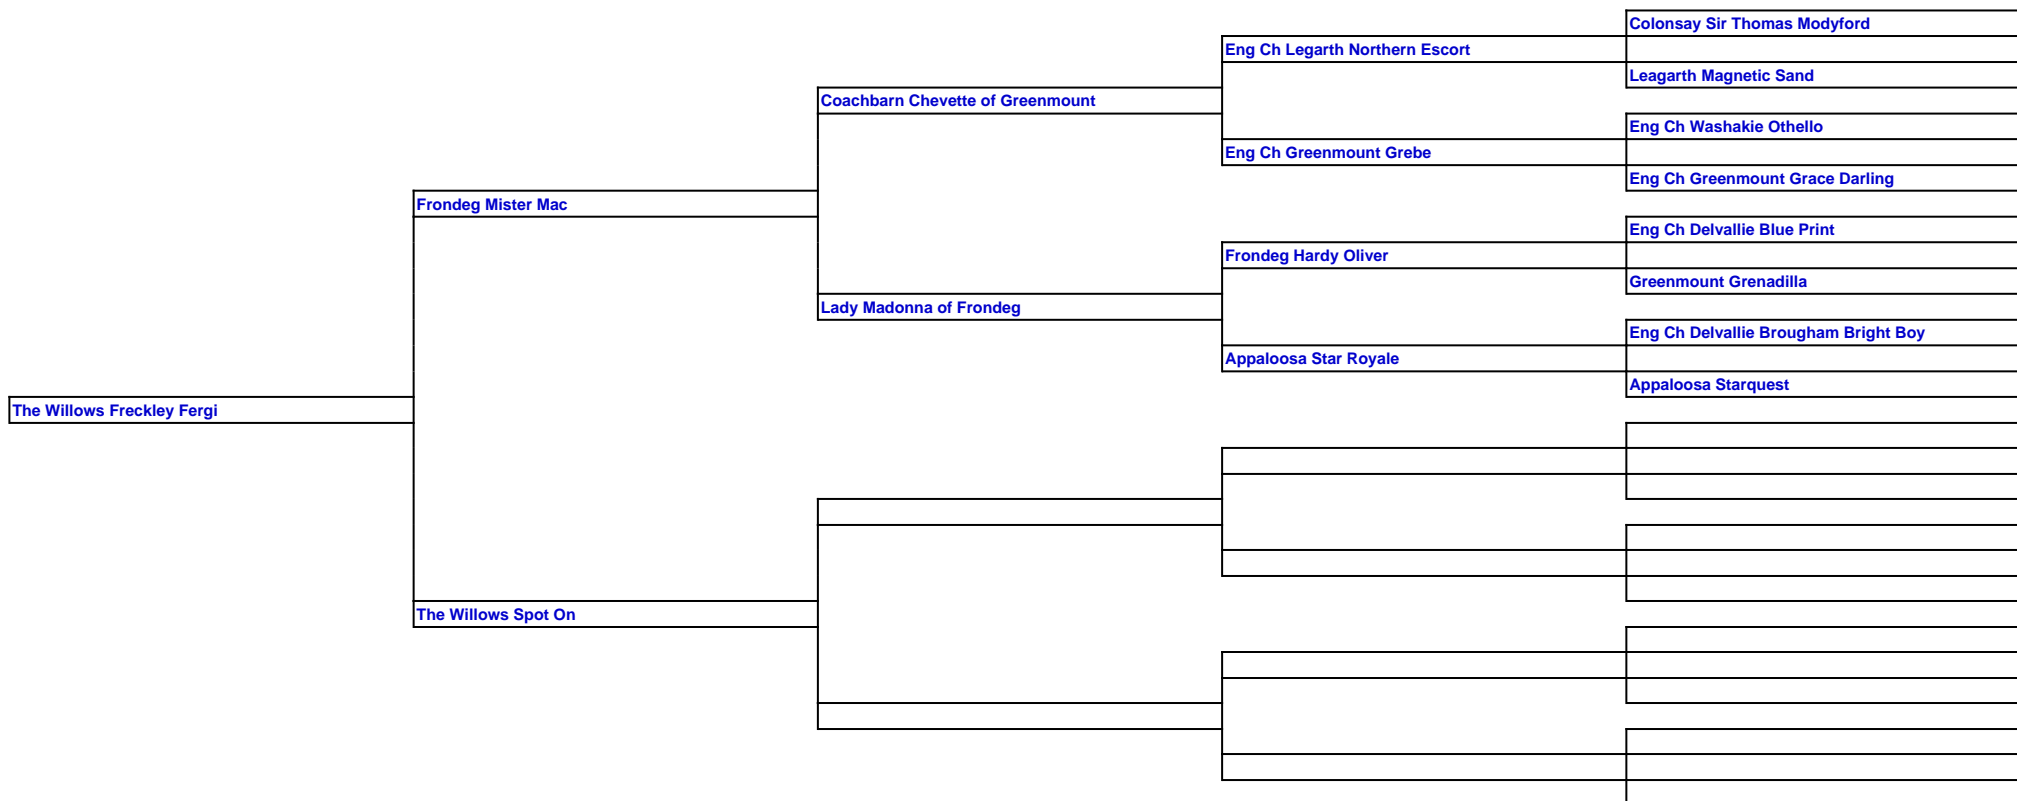 Colonsay Sir Thomas Modyford
Eng Ch Legarth Northern Escort
Leagarth Magnetic Sand
Coachbarn Chevette of Greenmount
Eng Ch Washakie Othello
Eng Ch Greenmount Grebe
Eng Ch Greenmount Grace Darling
Frondeg Mister Mac
Eng Ch Delvallie Blue Print
Frondeg Hardy Oliver
Greenmount Grenadilla
Lady Madonna of Frondeg
Eng Ch Delvallie Brougham Bright Boy
Appaloosa Star Royale
Appaloosa Starquest
The Willows Freckley Fergi
The Willows Spot On